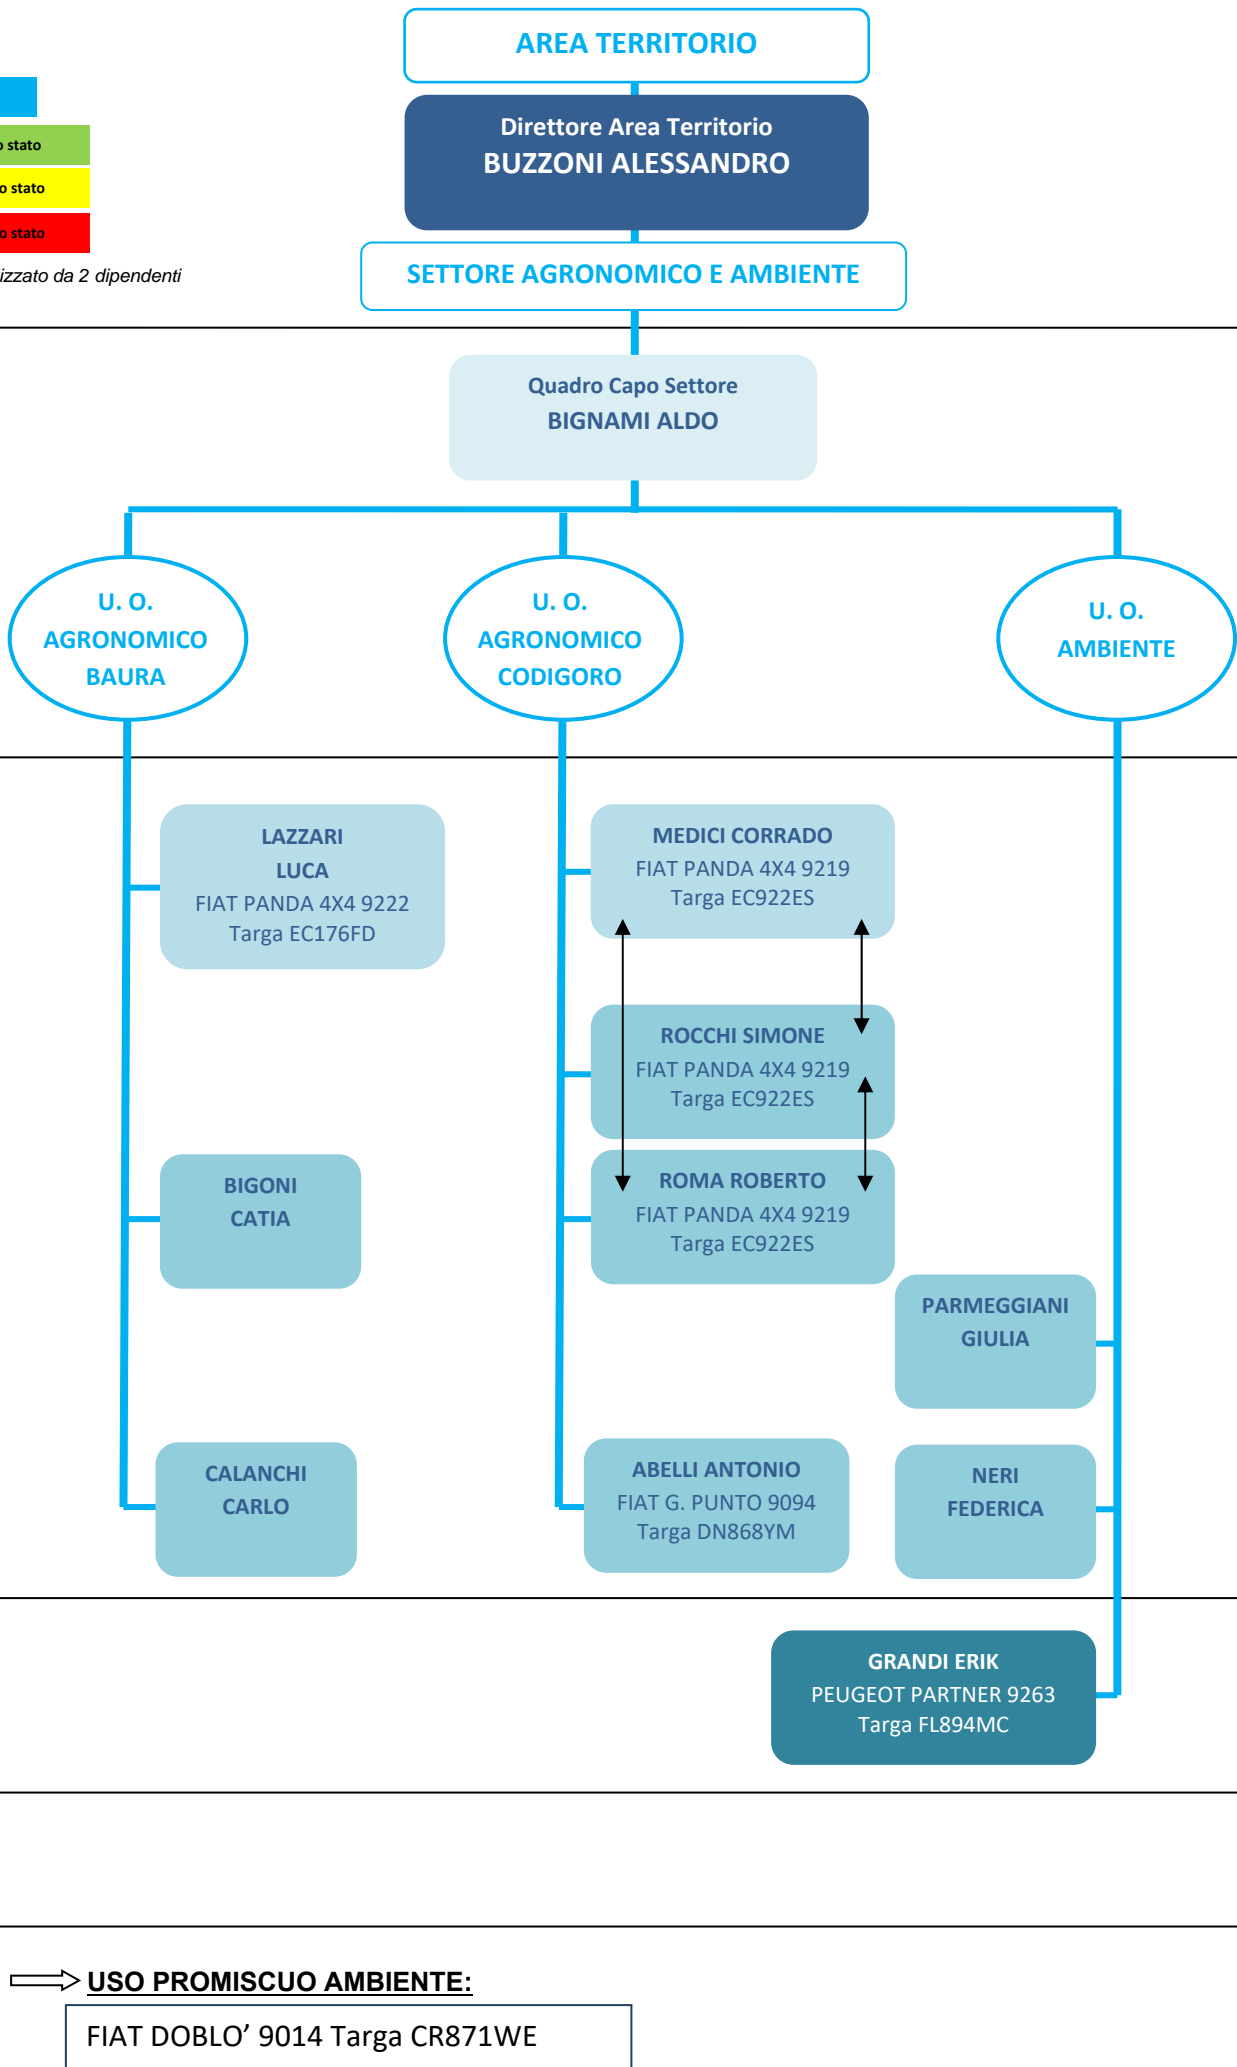 AREA TERRITORIO
o stato
o stato
o stato
izzato da 2 dipendenti
Direttore Area Territorio
BUZZONI ALESSANDRO
SETTORE AGRONOMICO E AMBIENTE
Quadro Capo Settore
BIGNAMI ALDO
U. O.
AGRONOMICO
BAURA
U. O.
AGRONOMICO
CODIGORO
U. O.
AMBIENTE
LAZZARI
LUCA
FIAT PANDA 4X4 9222
Targa EC176FD
MEDICI CORRADO
FIAT PANDA 4X4 9219
Targa EC922ES
ROCCHI SIMONE
FIAT PANDA 4X4 9219
Targa EC922ES
BIGONI
CATIA
ROMA ROBERTO
FIAT PANDA 4X4 9219
Targa EC922ES
PARMEGGIANI
GIULIA
CALANCHI
CARLO
ABELLI ANTONIO
FIAT G. PUNTO 9094
Targa DN868YM
NERI
FEDERICA
GRANDI ERIK
PEUGEOT PARTNER 9263
Targa FL894MC
USO PROMISCUO AMBIENTE:
FIAT DOBLO’ 9014 Targa CR871WE